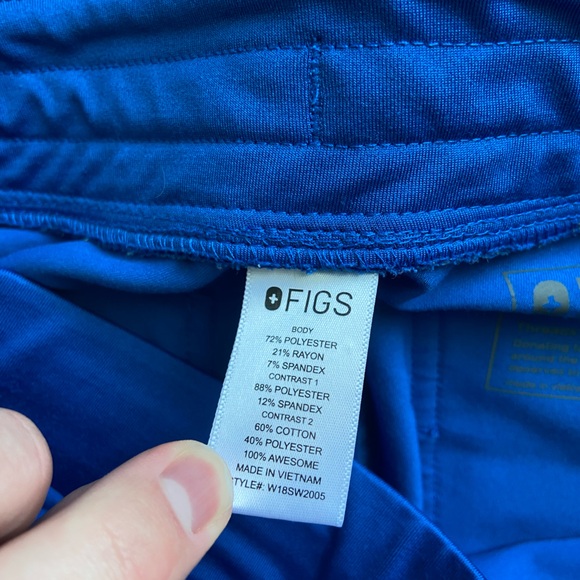 FIGS
BODY
72% POLYESTER
21% RAYON
7% SPANDEX
CONTRAST 1
88% POLYESTER
12% SPANDEX
CONTRAST 2
60% COTTON
40% POLYESTER
100% AWESOME
MADE IN VIETNAM
STYLE#: W18SW2005